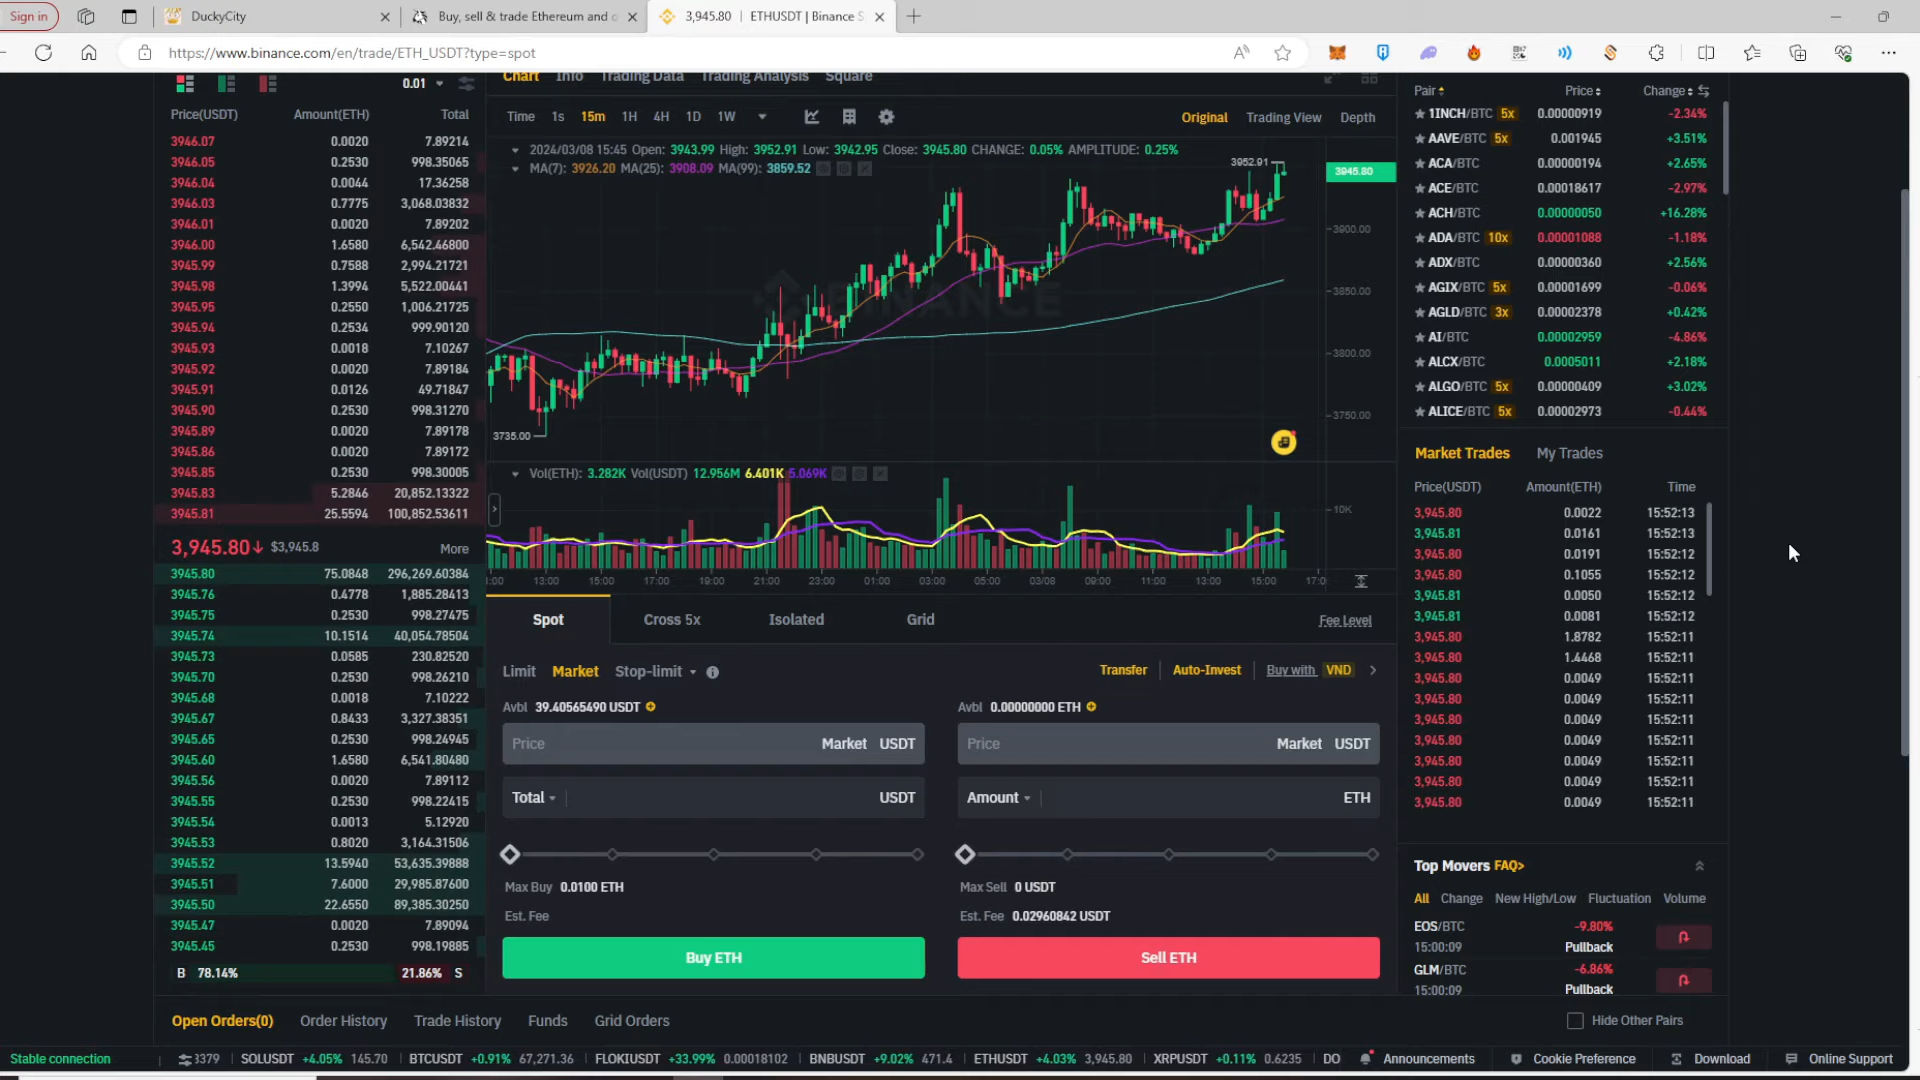 Sign in
DuckyCity
Buy, sell & trade Ethereum and o
3,945.80 | ETHUSDT | Binance S
https://www.binance.com/en/trade/ETH_USDT?type=spot
0.01
Price(USDT) Amount(ETH) Total
3946.07 0.0020 7.89214
3946.05 0.2530 998.35065
3946.04 0.0044 17.36258
3946.03 0.7775 3,068.03832
3946.01 0.0020 7.89202
3946.00 1.6580 6,542.46800
3945.99 0.7588 2,994.21721
3945.98 1.3994 5,522.00441
3945.95 0.2550 1,006.21725
3945.94 0.2534 999.90120
3945.93 0.0018 7.10267
3945.92 0.0020 7.89184
3945.91 0.0126 49.71847
3945.90 0.2530 998.31270
3945.89 0.0020 7.89178
3945.86 0.0020 7.89172
3945.85 0.2530 998.30005
3945.83 5.2846 20,852.13322
3945.81 25.5594 100,852.53611
3,945.80↓ $3,945.8 More
3945.80 75.0848 296,269.60384
3945.76 0.4778 1,885.28413
3945.75 0.2530 998.27475
3945.74 10.1514 40,054.78504
3945.73 0.0585 230.82520
3945.70 0.2530 998.26210
3945.68 0.0018 7.10222
3945.67 0.8433 3,327.38351
3945.65 0.2530 998.24945
3945.60 1.6580 6,541.80480
3945.56 0.0020 7.89112
3945.55 0.2530 998.22415
3945.54 0.0013 5.12920
3945.53 0.8020 3,164.31506
3945.52 13.5940 53,635.39888
3945.51 7.6000 29,985.87600
3945.50 22.6550 89,385.30250
3945.47 0.0020 7.89094
3945.45 0.2530 998.19885
B 78.14% 21.86% S
Chart Info Trading Data Trading Analysis Square
Time 1s 15m 1H 4H 1D 1W
Original Trading View Depth
2024/03/08 15:45 Open: 3943.99 High: 3952.91 Low: 3942.95 Close: 3945.80 CHANGE: 0.05% AMPLITUDE: 0.25%
MA(7): 3926.20 MA(25): 3908.09 MA(99): 3859.52
3952.91
3945.80
3900.00
3850.00
3800.00
3750.00
3735.00
BINANCE
Vol(ETH): 3.282K Vol(USDT) 12.956M 6.401K 5.069K
10K
1:00 13:00 15:00 17:00 19:00 21:00 23:00 01:00 03:00 05:00 03/08 09:00 11:00 13:00 15:00 17:0
Spot Cross 5x Isolated Grid Fee Level
Limit Market Stop-limit
Transfer Auto-Invest Buy with VND
Avbl 39.40565490 USDT
Price Market USDT
Total USDT
Max Buy 0.0100 ETH
Est. Fee
Buy ETH
Avbl 0.00000000 ETH
Price Market USDT
Amount ETH
Max Sell 0 USDT
Est. Fee 0.02960842 USDT
Sell ETH
Pair Price Change
1INCH/BTC 5x 0.00000919 -2.34%
AAVE/BTC 5x 0.001945 +3.51%
ACA/BTC 0.00000194 +2.65%
ACE/BTC 0.00018617 -2.97%
ACH/BTC 0.00000050 +16.28%
ADA/BTC 10x 0.00001088 -1.18%
ADX/BTC 0.00000360 +2.56%
AGIX/BTC 5x 0.00001699 -0.06%
AGLD/BTC 3x 0.00002378 +0.42%
AI/BTC 0.00002959 -4.86%
ALCX/BTC 0.0005011 +2.18%
ALGO/BTC 5x 0.00000409 +3.02%
ALICE/BTC 5x 0.00002973 -0.44%
Market Trades My Trades
Price(USDT) Amount(ETH) Time
3,945.80 0.0022 15:52:13
3,945.81 0.0161 15:52:13
3,945.80 0.0191 15:52:12
3,945.80 0.1055 15:52:12
3,945.81 0.0050 15:52:12
3,945.81 0.0081 15:52:12
3,945.80 1.8782 15:52:11
3,945.80 1.4468 15:52:11
3,945.80 0.0049 15:52:11
3,945.80 0.0049 15:52:11
3,945.80 0.0049 15:52:11
3,945.80 0.0049 15:52:11
3,945.80 0.0049 15:52:11
3,945.80 0.0049 15:52:11
3,945.80 0.0049 15:52:11
Top Movers FAQ>
All Change New High/Low Fluctuation Volume
EOS/BTC -9.80%
15:00:09 Pullback
GLM/BTC -6.86%
15:00:09 Pullback
Open Orders(0) Order History Trade History Funds Grid Orders
Hide Other Pairs
Stable connection
3379 SOLUSDT +4.05% 145.70 BTCUSDT +0.91% 67,271.36 FLOKIUSDT +33.99% 0.00018102 BNBUSDT +9.02% 471.4 ETHUSDT +4.03% 3,945.80 XRPUSDT +0.11% 0.6235 DO
Announcements Cookie Preference Download Online Support